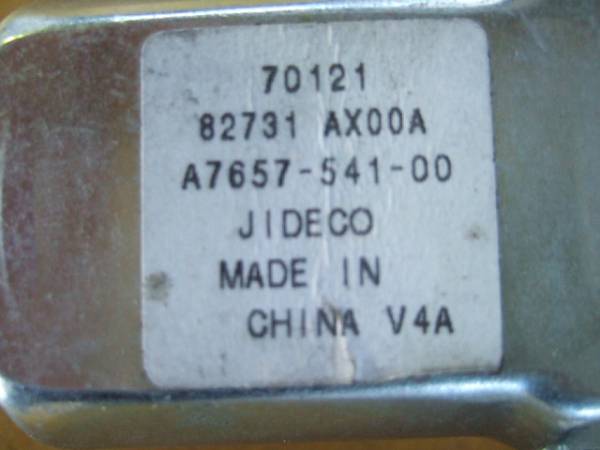 70121
82731 AX00A
A7657-541-00
JIDECO
MADE IN
CHINA V4A